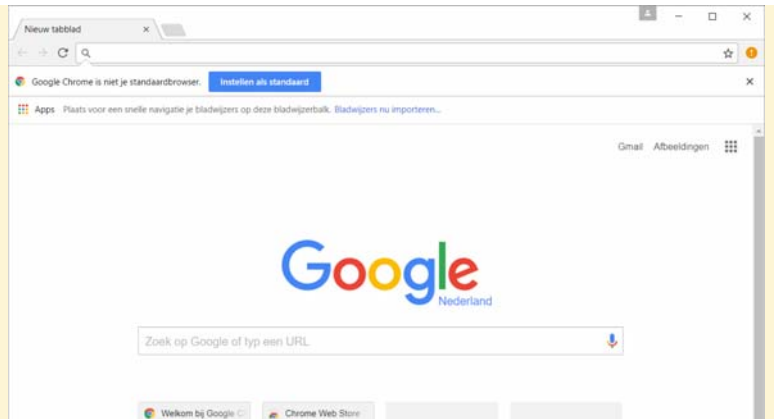 Nieuw tabblad
Google Chrome is niet je standaardbrowser. Instellen als standaard
Apps Plaats voor een snelle navigatie je bladwijzers op deze bladwijzerbalk. Bladwijzers nu importeren...
Gmail Afbeeldingen
Google
Nederland
Zoek op Google of typ een URL
Welkom bij Google Chrome Web Store